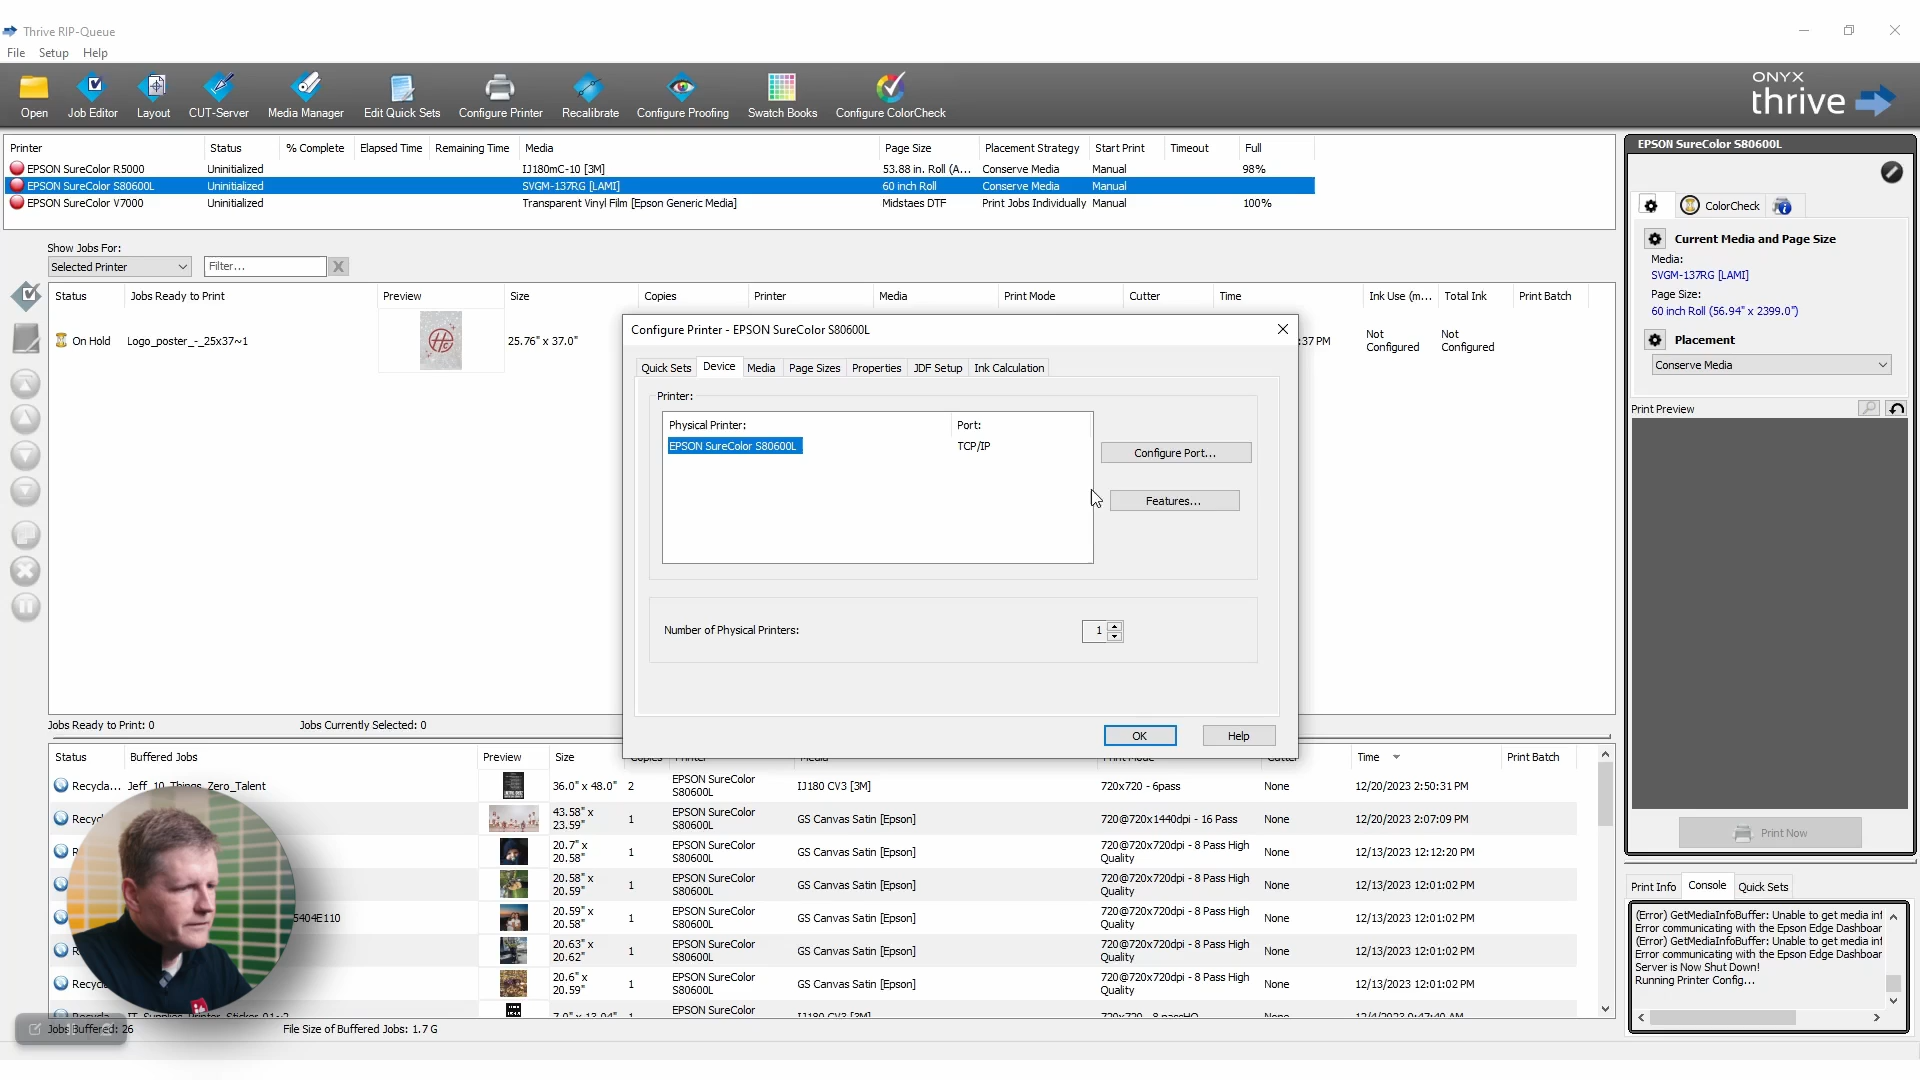 Thrive RIP-Queue
File Setup Help
Open Job Editor Layout CUT-Server Media Manager Edit Quick Sets Configure Printer Recalibrate Configure Proofing Swatch Books Configure ColorCheck
ONYX
thrive
Printer Status % Complete Elapsed Time Remaining Time Media Page Size Placement Strategy Start Print Timeout Full
EPSON SureColor R5000 Uninitialized IJ180mC-10 [3M] 53.88 in. Roll (A... Conserve Media Manual 98%
EPSON SureColor S80600L Uninitialized SVGM-137RG [LAMI] 60 inch Roll Conserve Media Manual
EPSON SureColor V7000 Uninitialized Transparent Vinyl Film [Epson Generic Media] Midstaes DTF Print Jobs Individually Manual 100%
Show Jobs For:
Selected Printer Filter... X
Status Jobs Ready to Print Preview Size Copies Printer Media Print Mode Cutter Time Ink Use (m... Total Ink Print Batch
On Hold Logo_poster_-_25x37~1 25.76" x 37.0" :37 PM Not Configured Not Configured
Configure Printer - EPSON SureColor S80600L
Quick Sets Device Media Page Sizes Properties JDF Setup Ink Calculation
Printer:
Physical Printer: Port:
EPSON SureColor S80600L TCP/IP
Configure Port...
Features...
Number of Physical Printers: 1
OK Help
Jobs Ready to Print: 0 Jobs Currently Selected: 0
Status Buffered Jobs Preview Size Time Print Batch
Recycla... Jeff_10_Things_Zero_Talent 36.0" x 48.0" 2 EPSON SureColor S80600L IJ180 CV3 [3M] 720x720 - 6pass None 12/20/2023 2:50:31 PM
Recyc 43.58" x 23.59" 1 EPSON SureColor S80600L GS Canvas Satin [Epson] 720@720x1440dpi - 16 Pass None 12/20/2023 2:07:09 PM
R 20.7" x 20.58" 1 EPSON SureColor S80600L GS Canvas Satin [Epson] 720@720x720dpi - 8 Pass High Quality None 12/13/2023 12:12:20 PM
20.58" x 20.59" 1 EPSON SureColor S80600L GS Canvas Satin [Epson] 720@720x720dpi - 8 Pass High Quality None 12/13/2023 12:01:02 PM
5404E110 20.59" x 20.58" 1 EPSON SureColor S80600L GS Canvas Satin [Epson] 720@720x720dpi - 8 Pass High Quality None 12/13/2023 12:01:02 PM
R 20.63" x 20.62" 1 EPSON SureColor S80600L GS Canvas Satin [Epson] 720@720x720dpi - 8 Pass High Quality None 12/13/2023 12:01:02 PM
Recycl 20.6" x 20.59" 1 EPSON SureColor S80600L GS Canvas Satin [Epson] 720@720x720dpi - 8 Pass High Quality None 12/13/2023 12:01:02 PM
EPSON SureColor
Jobs Buffered: 26 File Size of Buffered Jobs: 1.7 G
EPSON SureColor S80600L
ColorCheck
Current Media and Page Size
Media:
SVGM-137RG [LAMI]
Page Size:
60 inch Roll (56.94" x 2399.0")
Placement
Conserve Media
Print Preview
Print Now
Print Info Console Quick Sets
(Error) GetMediaInfoBuffer: Unable to get media inf
Error communicating with the Epson Edge Dashboar
(Error) GetMediaInfoBuffer: Unable to get media inf
Error communicating with the Epson Edge Dashboar
Server is Now Shut Down!
Running Printer Config...